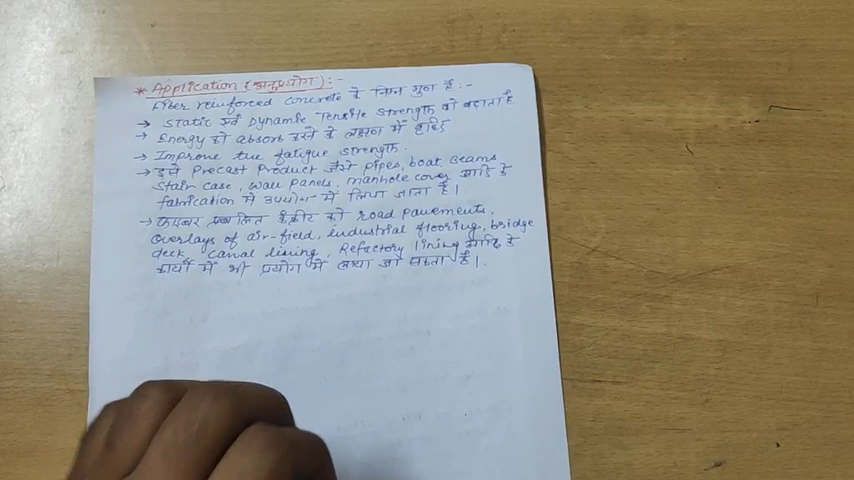 * Application (अनुप्रयोग) :-
Fiber reinforced concrete के निम्न गुण हैं :-
→ Static एवं Dynamic Tensile Strength को बढ़ाता है
→ Energy को absorb करने के लक्षण में वृद्धि
→ Improve the fatigue strength.
→ इसे Precast Product जैसे pipes, boat, Beams
Stair case, wall panels, manhole cover आदि के
fabrication में उपयोग में लिया जाता है।
→ फाइबर प्रबलित कंक्रीट को road pavements,
overlays of air-field, industrial flooring, bridge
deck, canal lining, Refactory lining आदि के
कार्यों में भी प्रयोग में लाया जा सकता है।